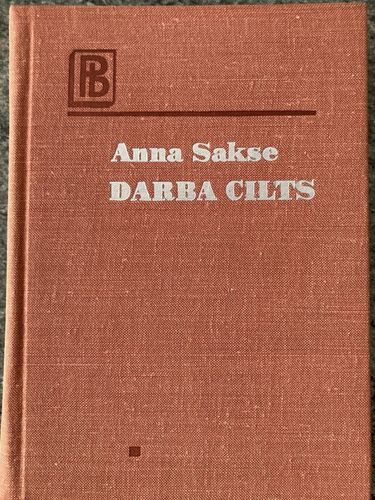 PB
Anna Sakse
DARBA CILTS